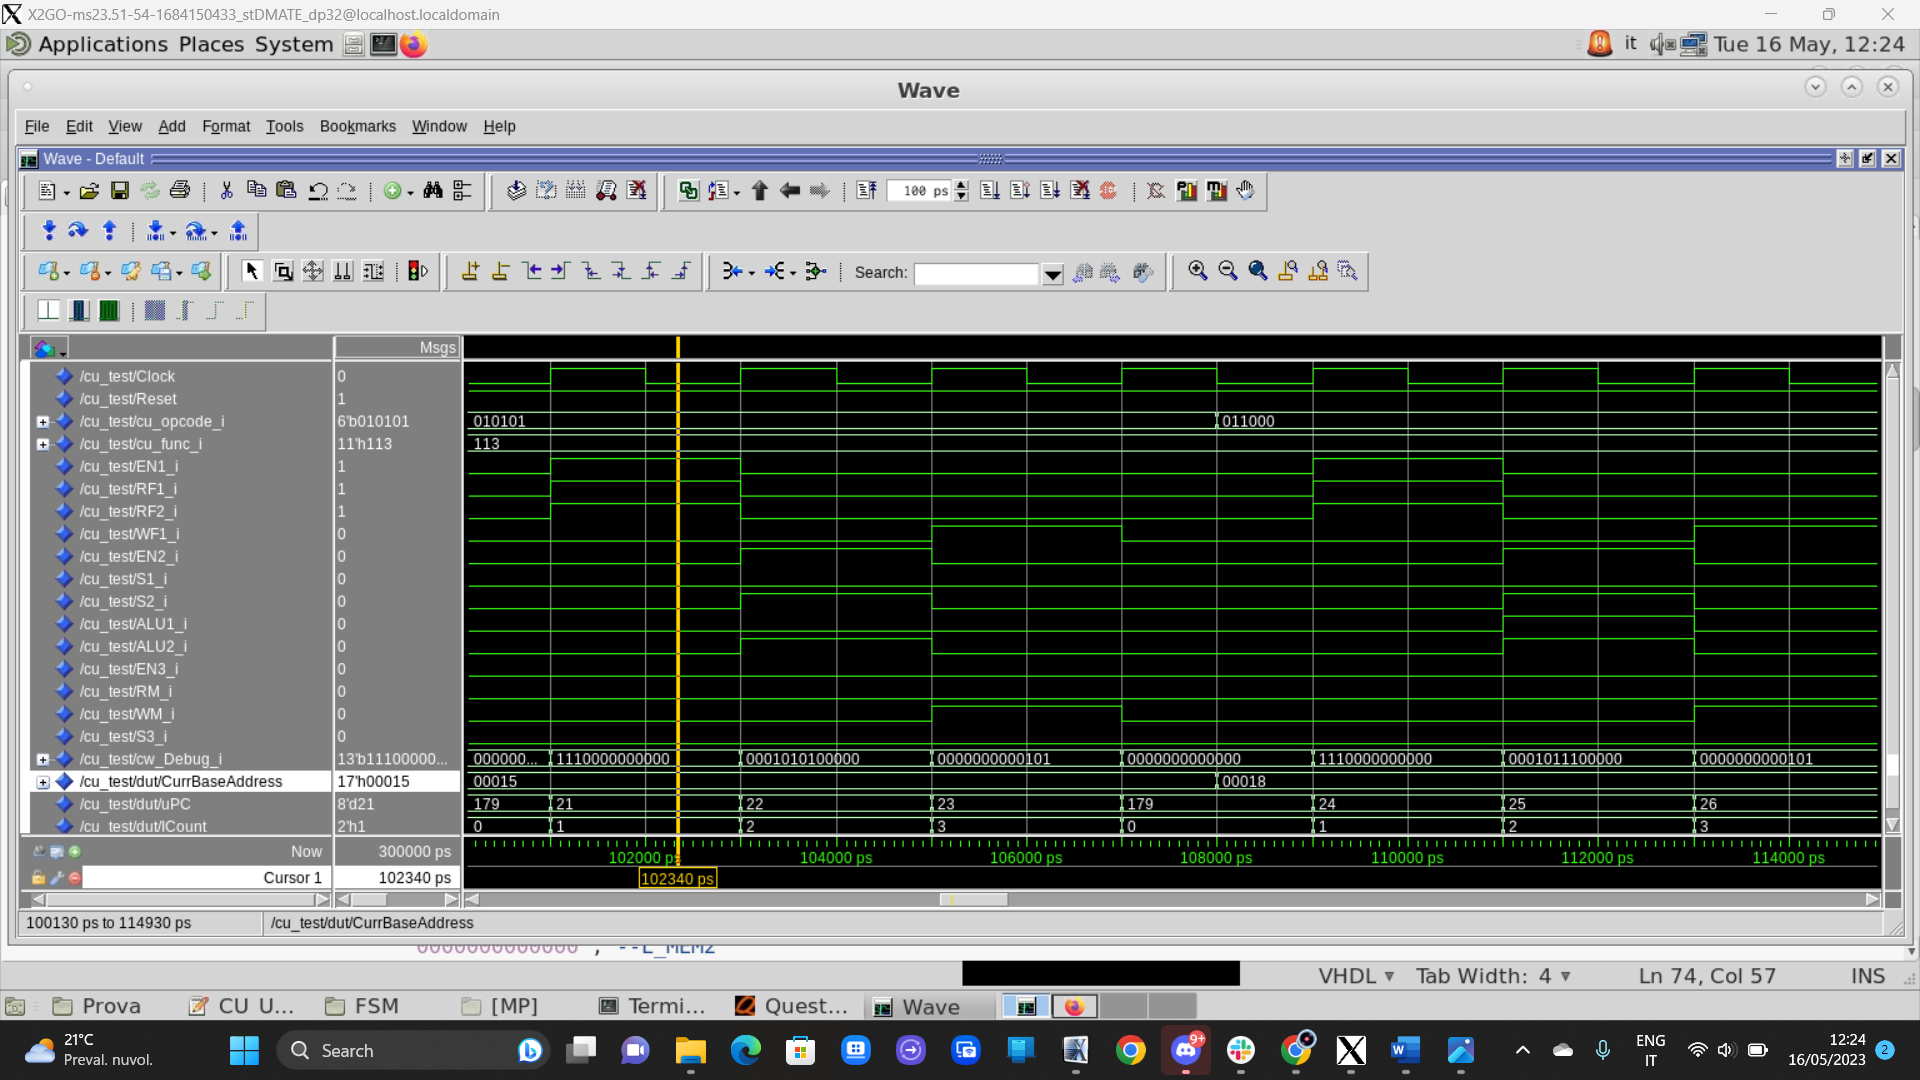 X2GO-ms23.51-54-1684150433_stDMATE_dp32@localhost.localdomain
Applications Places System it Tue 16 May, 12:24
Wave
File Edit View Add Format Tools Bookmarks Window Help
Wave - Default
100 ps
Search:
Msgs
/cu_test/Clock 0
/cu_test/Reset 1
/cu_test/cu_opcode_i 6'b010101 010101 011000
/cu_test/cu_func_i 11'h113 113
/cu_test/EN1_i 1
/cu_test/RF1_i 1
/cu_test/RF2_i 1
/cu_test/WF1_i 0
/cu_test/EN2_i 0
/cu_test/S1_i 0
/cu_test/S2_i 0
/cu_test/ALU1_i 0
/cu_test/ALU2_i 0
/cu_test/EN3_i 0
/cu_test/RM_i 0
/cu_test/WM_i 0
/cu_test/S3_i 0
/cu_test/cw_Debug_i 13'b11100000... 000000... 1110000000000 0001010100000 0000000000101 0000000000000 1110000000000 0001011100000 0000000000101
/cu_test/dut/CurrBaseAddress 17'h00015 00015 00018
/cu_test/dut/uPC 8'd21 179 21 22 23 179 24 25 26
/cu_test/dut/ICount 2'h1 0 1 2 3 0 1 2 3
Now 300000 ps 102000 ps 104000 ps 106000 ps 108000 ps 110000 ps 112000 ps 114000 ps
Cursor 1 102340 ps 102340 ps
100130 ps to 114930 ps /cu_test/dut/CurrBaseAddress
0000000000000 , --L_MEM2
VHDL Tab Width: 4 Ln 74, Col 57 INS
Prova CU U... FSM [MP] Termi... Quest... Wave
21°C
Preval. nuvol.
Search
9+
ENG
IT
12:24
16/05/2023
2